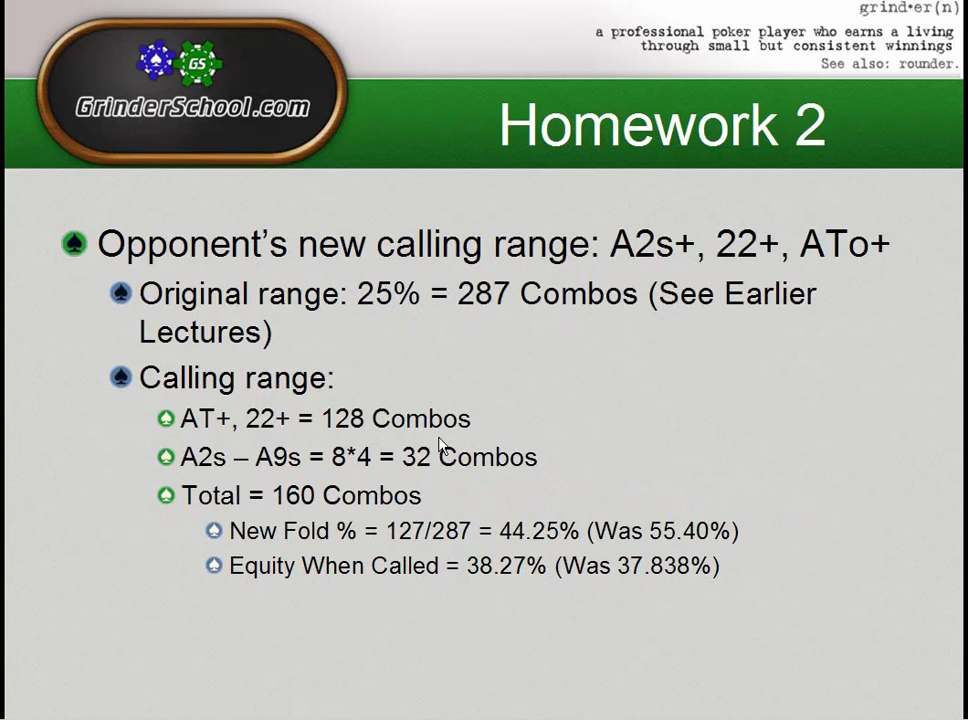 grind•er(n)
a professional poker player who earns a living
through small but consistent winnings
See also: rounder.
GS
GrinderSchool.com
Homework 2
Opponent's new calling range: A2s+, 22+, ATo+
Original range: 25% = 287 Combos (See Earlier
Lectures)
Calling range:
AT+, 22+ = 128 Combos
A2s – A9s = 8*4 = 32 Combos
Total = 160 Combos
New Fold % = 127/287 = 44.25% (Was 55.40%)
Equity When Called = 38.27% (Was 37.838%)